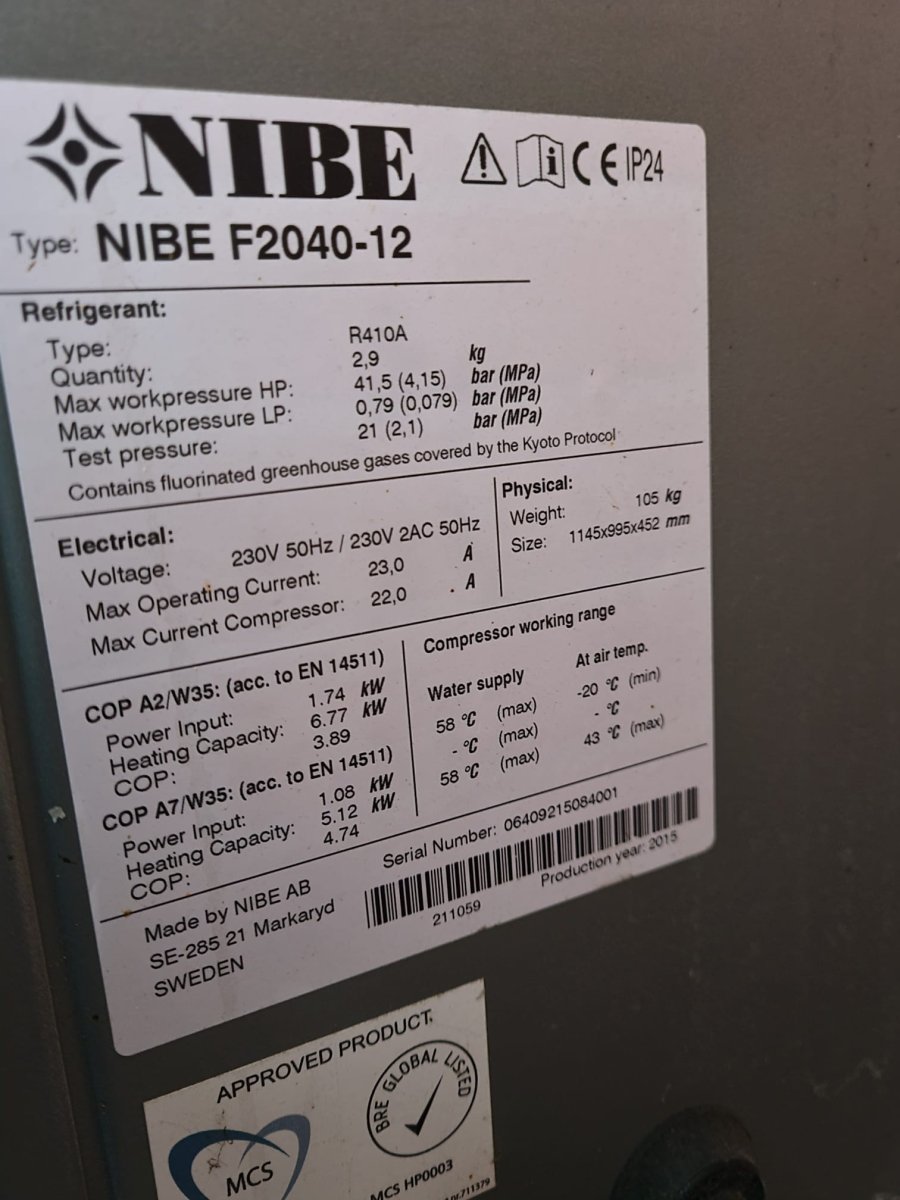 NIBE
IP24
Type: NIBE F2040-12
Refrigerant:
Type: R410A
Quantity: 2,9 kg
Max workpressure HP: 41,5 (4,15) bar (MPa)
Max workpressure LP: 0,79 (0,079) bar (MPa)
Test pressure: 21 (2,1) bar (MPa)
Contains fluorinated greenhouse gases covered by the Kyoto Protocol
Electrical:
Voltage: 230V 50Hz / 230V 2AC 50Hz
Max Operating Current: 23,0 A
Max Current Compressor: 22,0 A
Physical:
Weight: 105 kg
Size: 1145x995x452 mm
COP A2/W35: (acc. to EN 14511)
Power Input: 1.74 kW
Heating Capacity: 6.77 kW
COP: 3.89
COP A7/W35: (acc. to EN 14511)
Power Input: 1.08 kW
Heating Capacity: 5.12 kW
COP: 4.74
Compressor working range
Water supply At air temp.
58 °C (max) -20 °C (min)
- °C (max) - °C
58 °C (max) 43 °C (max)
Made by NIBE AB
SE-285 21 Markaryd
SWEDEN
Serial Number: 06409215084001
211059 Production year: 2015
APPROVED PRODUCT
BRE GLOBAL LISTED
MCS
MCS HP0003
711379